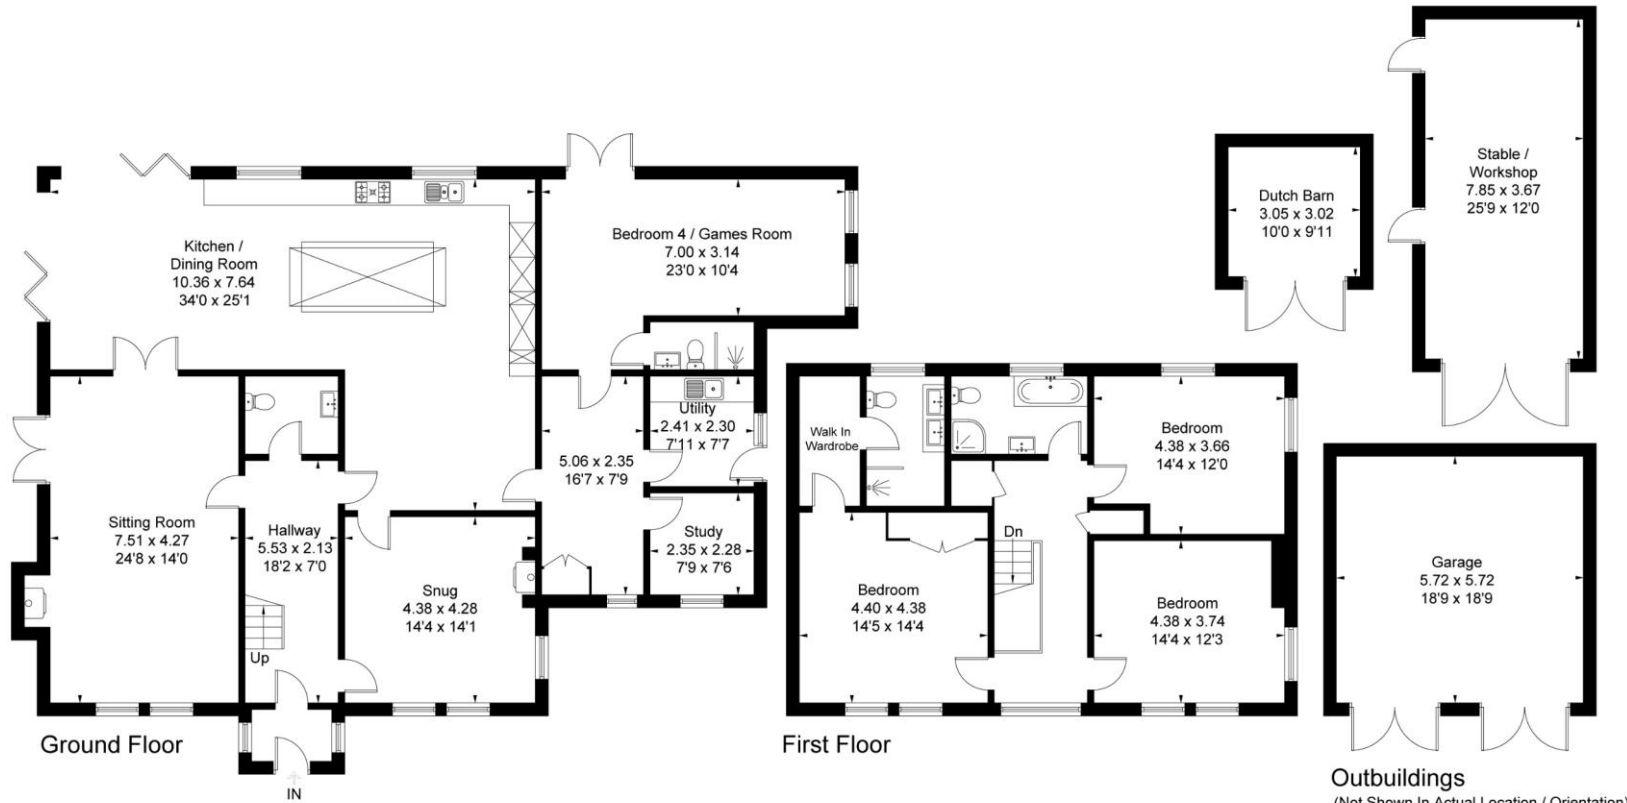 Kitchen /
Dining Room
10.36 x 7.64
34'0 x 25'1
Bedroom 4 / Games Room
7.00 x 3.14
23'0 x 10'4
Utility
2.41 x 2.30
7'11 x 7'7
5.06 x 2.35
16'7 x 7'9
Study
2.35 x 2.28
7'9 x 7'6
Sitting Room
7.51 x 4.27
24'8 x 14'0
Hallway
5.53 x 2.13
18'2 x 7'0
Snug
4.38 x 4.28
14'4 x 14'1
Up
IN
Ground Floor
Walk In
Wardrobe
Bedroom
4.38 x 3.66
14'4 x 12'0
Dn
Bedroom
4.40 x 4.38
14'5 x 14'4
Bedroom
4.38 x 3.74
14'4 x 12'3
First Floor
Dutch Barn
3.05 x 3.02
10'0 x 9'11
Stable /
Workshop
7.85 x 3.67
25'9 x 12'0
Garage
5.72 x 5.72
18'9 x 18'9
Outbuildings
(Not Shown In Actual Location / Orientation)